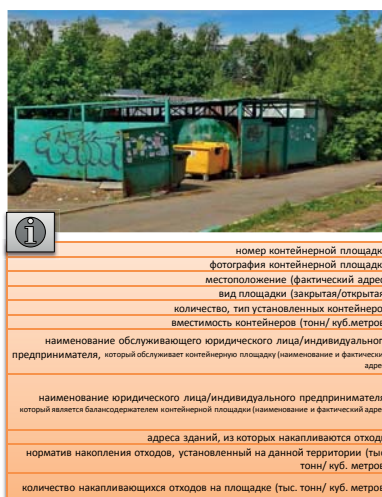 номер контейнерной площадк
фотография контейнерной площадк
местоположение (фактический адрес
вид площадки (закрытая/открытая
количество, тип установленных контейнеро
вместимость контейнеров (тонн/ куб.метров
наименование обслуживающего юридического лица/индивидуальног
предпринимателя, который обслуживает контейнерную площадку (наименование и фактически
адре
наименование юридического лица/индивидуального предпринимателя
который является балансодержателем контейнерной площадки (наименование и фактический адре
адреса зданий, из которых накапливаются отход
норматив накопления отходов, установленный на данной территории (тыс
тонн/ куб. метров
количество накапливающихся отходов на площадке (тыс. тонн/ куб. метров